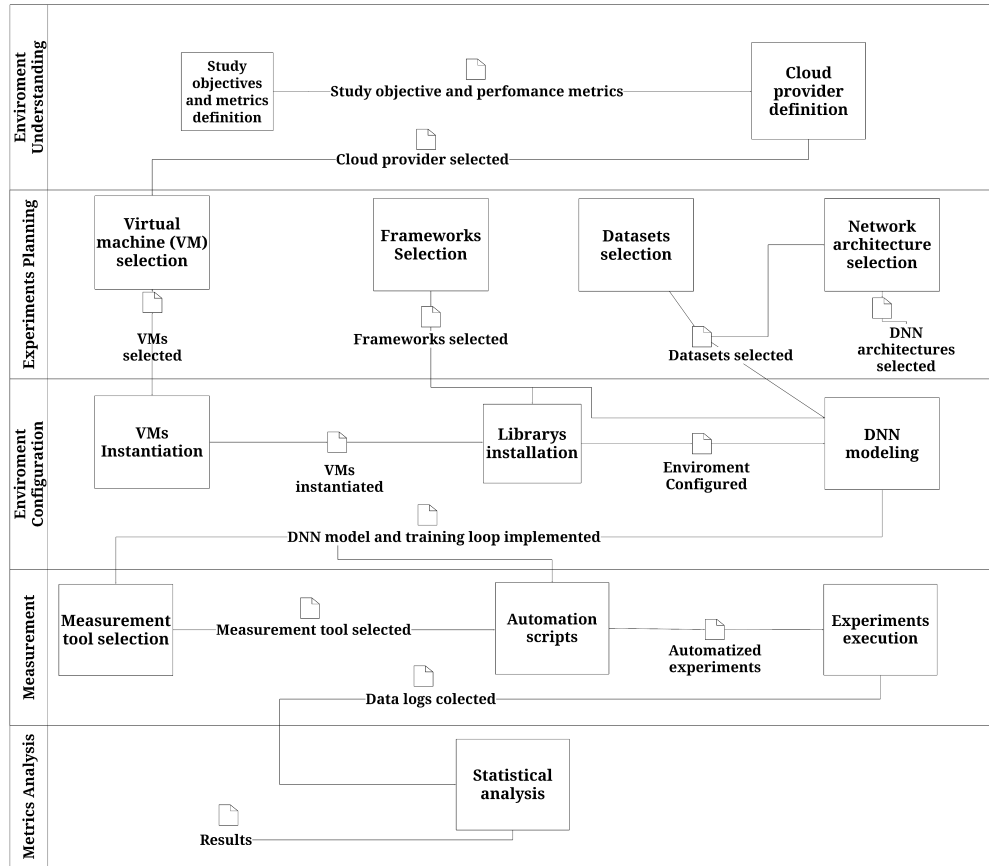 Enviroment
Understanding
Study
objectives
and metrics
definition
Study objective and perfomance metrics
Cloud
provider
definition
Cloud provider selected
Experiments Planning
Virtual
machine (VM)
selection
Frameworks
Selection
Datasets
selection
Network
architecture
selection
VMs
selected
Frameworks selected
Datasets selected
DNN
architectures
selected
Enviroment
Configuration
VMs
Instantiation
VMs
instantiated
Librarys
installation
Enviroment
Configured
DNN
modeling
DNN model and training loop implemented
Measurement
Measurement
tool selection
Measurement tool selected
Automation
scripts
Automatized
experiments
Experiments
execution
Data logs colected
Metrics Analysis
Statistical
analysis
Results